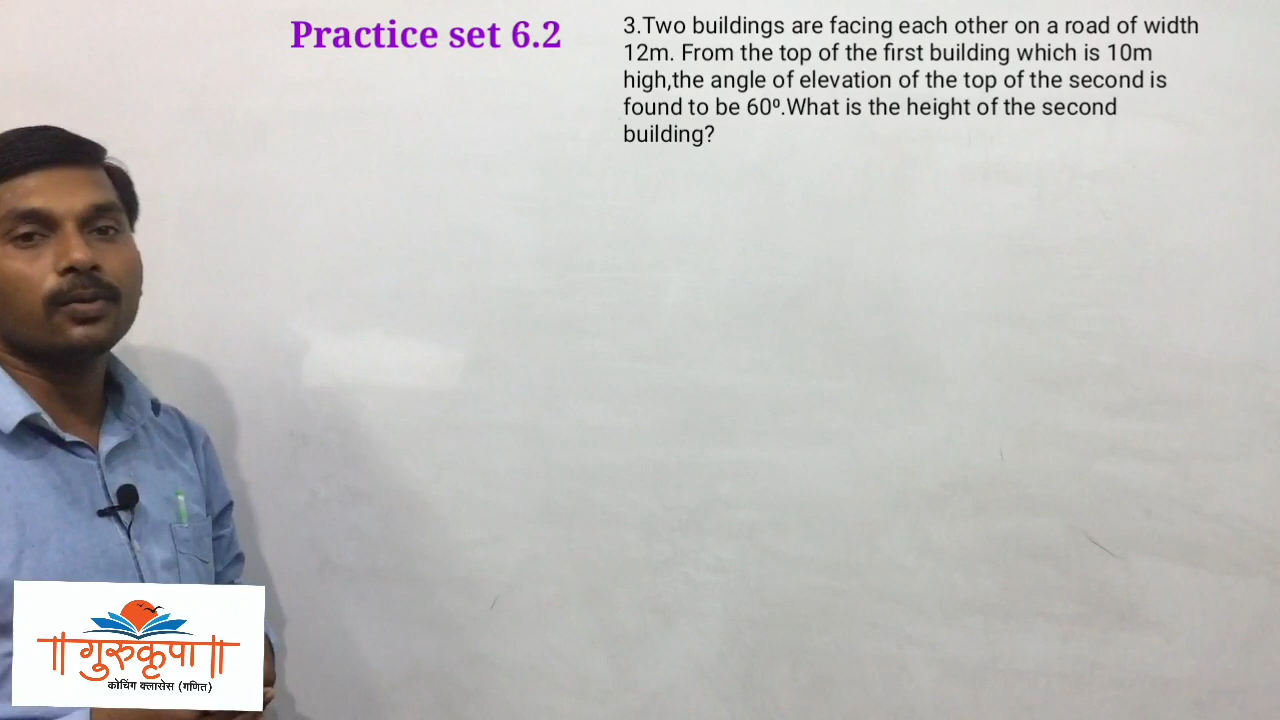 Practice set 6.2
3.Two buildings are facing each other on a road of width
12m. From the top of the first building which is 10m
high,the angle of elevation of the top of the second is
found to be 60⁰.What is the height of the second
building?
|| गुरुकृपा ||
कोचिंग क्लासेस (गणित)